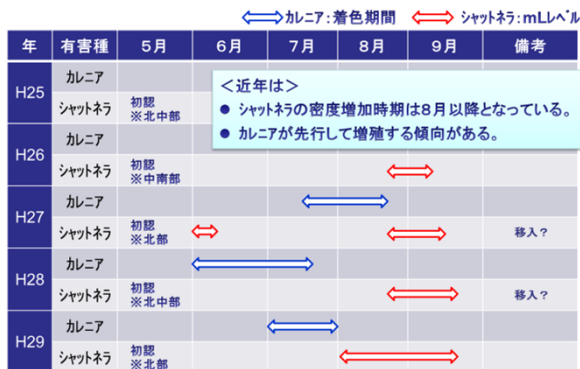 カレニア：着色期間　シャットネラ：mLレベル
年 有害種 5月 6月 7月 8月 9月 備考
H25 カレニア
シャットネラ 初認
※北中部
＜近年は＞
● シャットネラの密度増加時期は8月以降となっている。
● カレニアが先行して増殖する傾向がある。
H26 カレニア
シャットネラ 初認
※中南部
H27 カレニア
シャットネラ 初認
※北部
移入？
H28 カレニア
シャットネラ 初認
※北中部
移入？
H29 カレニア
シャットネラ 初認
※北部